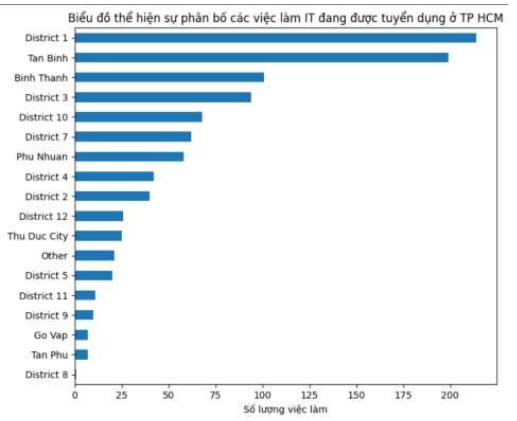 Biểu đồ thể hiện sự phân bố các việc làm IT đang được tuyển dụng ở TP HCM
District 1
Tan Binh
Binh Thanh
District 3
District 10
District 7
Phu Nhuan
District 4
District 2
District 12
Thu Duc City
Other
District 5
District 11
District 9
Go Vap
Tan Phu
District 8
0 25 50 75 100 125 150 175 200
Số lượng việc làm